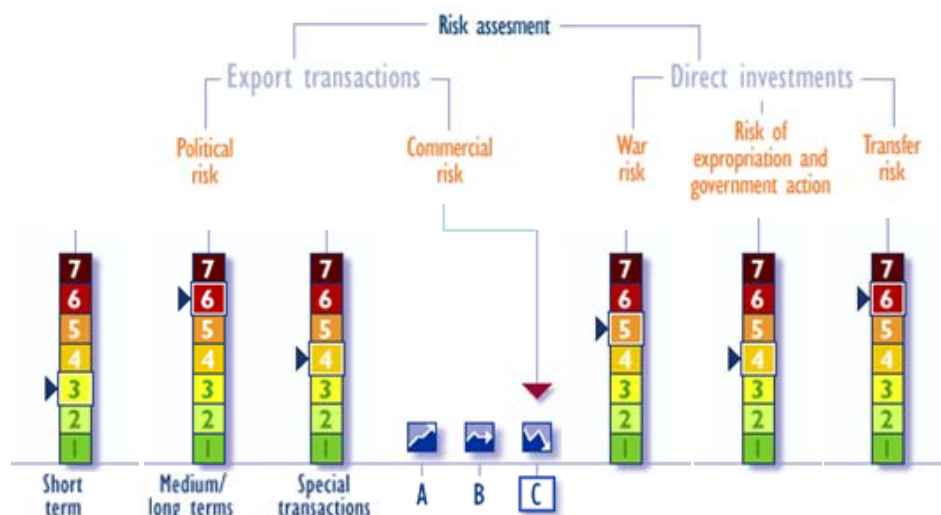 Risk assesment
Export transactions
Direct investments
Political
risk
Commercial
risk
War
risk
Risk of
expropriation and
government action
Transfer
risk
7 7 7 7 7 7
6 6 6 6 6 6
5 5 5 5 5 5
4 4 4 4 4 4
3 3 3 3 3 3
2 2 2 2 2 2
1 1 1 1 1 1
Short
term
Medium/
long terms
Special
transactions
A B C